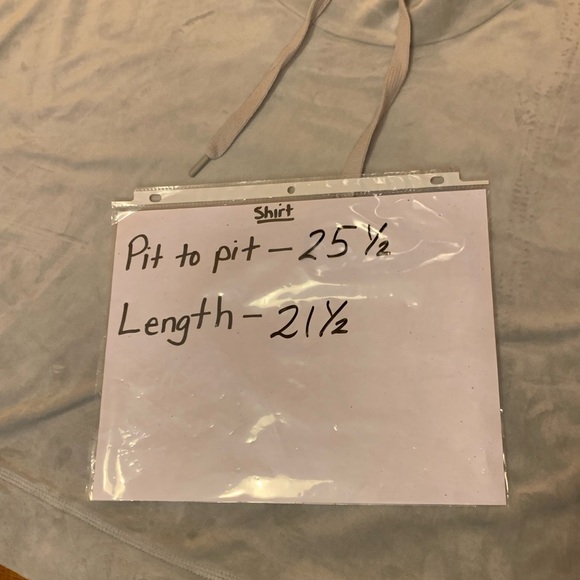 Shirt
Pit to pit - 25 1/2
Length - 21 1/2